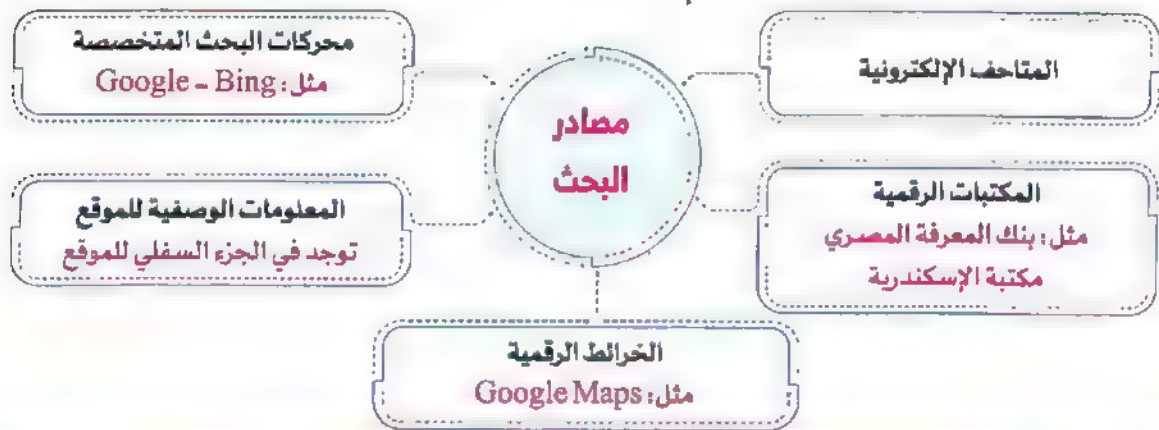 مصادر
البحث
المتاحف الإلكترونية
محركات البحث المتخصصة
مثل: Google - Bing
المكتبات الرقمية
مثل: بنك المعرفة المصري
مكتبة الإسكندرية
المعلومات الوصفية للموقع
توجد في الجزء السفلي للموقع
الخرائط الرقمية
مثل: Google Maps